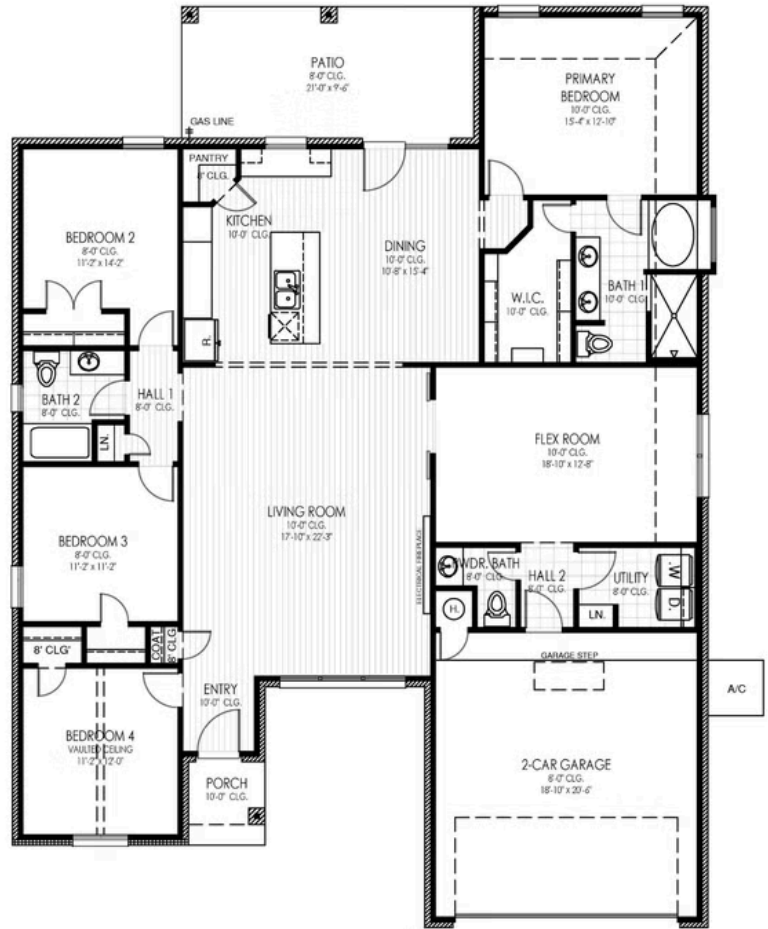 PATIO
8'-0" CLG.
21'-0" x 9'-6"
PRIMARY
BEDROOM
10'-0" CLG.
15'-4" x 12'-10"
GAS LINE
PANTRY
8' CLG.
KITCHEN
10'-0" CLG.
BEDROOM 2
8'-0" CLG.
11'-2" x 14'-2"
DINING
10'-0" CLG.
10'-8" x 15'-4"
W.I.C.
10'-0" CLG.
BATH 1
10'-0" CLG.
R.
BATH 2
8'-0" CLG.
HALL 1
8'-0" CLG.
LN.
FLEX ROOM
10'-0" CLG.
18'-10" x 12'-8"
LIVING ROOM
10'-0" CLG.
17'-10" x 22'-3"
ELECTRICAL FIREPLACE
BEDROOM 3
8'-0" CLG.
11'-2" x 11'-2"
PWDR. BATH
8'-0" CLG.
HALL 2
8'-0" CLG.
UTILITY
8'-0" CLG.
W.
D.
LN.
H.
8' CLG'
COAT
8' CLG.
GARAGE STEP
A/C
ENTRY
10'-0" CLG.
BEDROOM 4
VAULTED CEILING
11'-2" x 12'-0"
PORCH
10'-0" CLG.
2-CAR GARAGE
8'-0" CLG.
18'-10" x 20'-6"